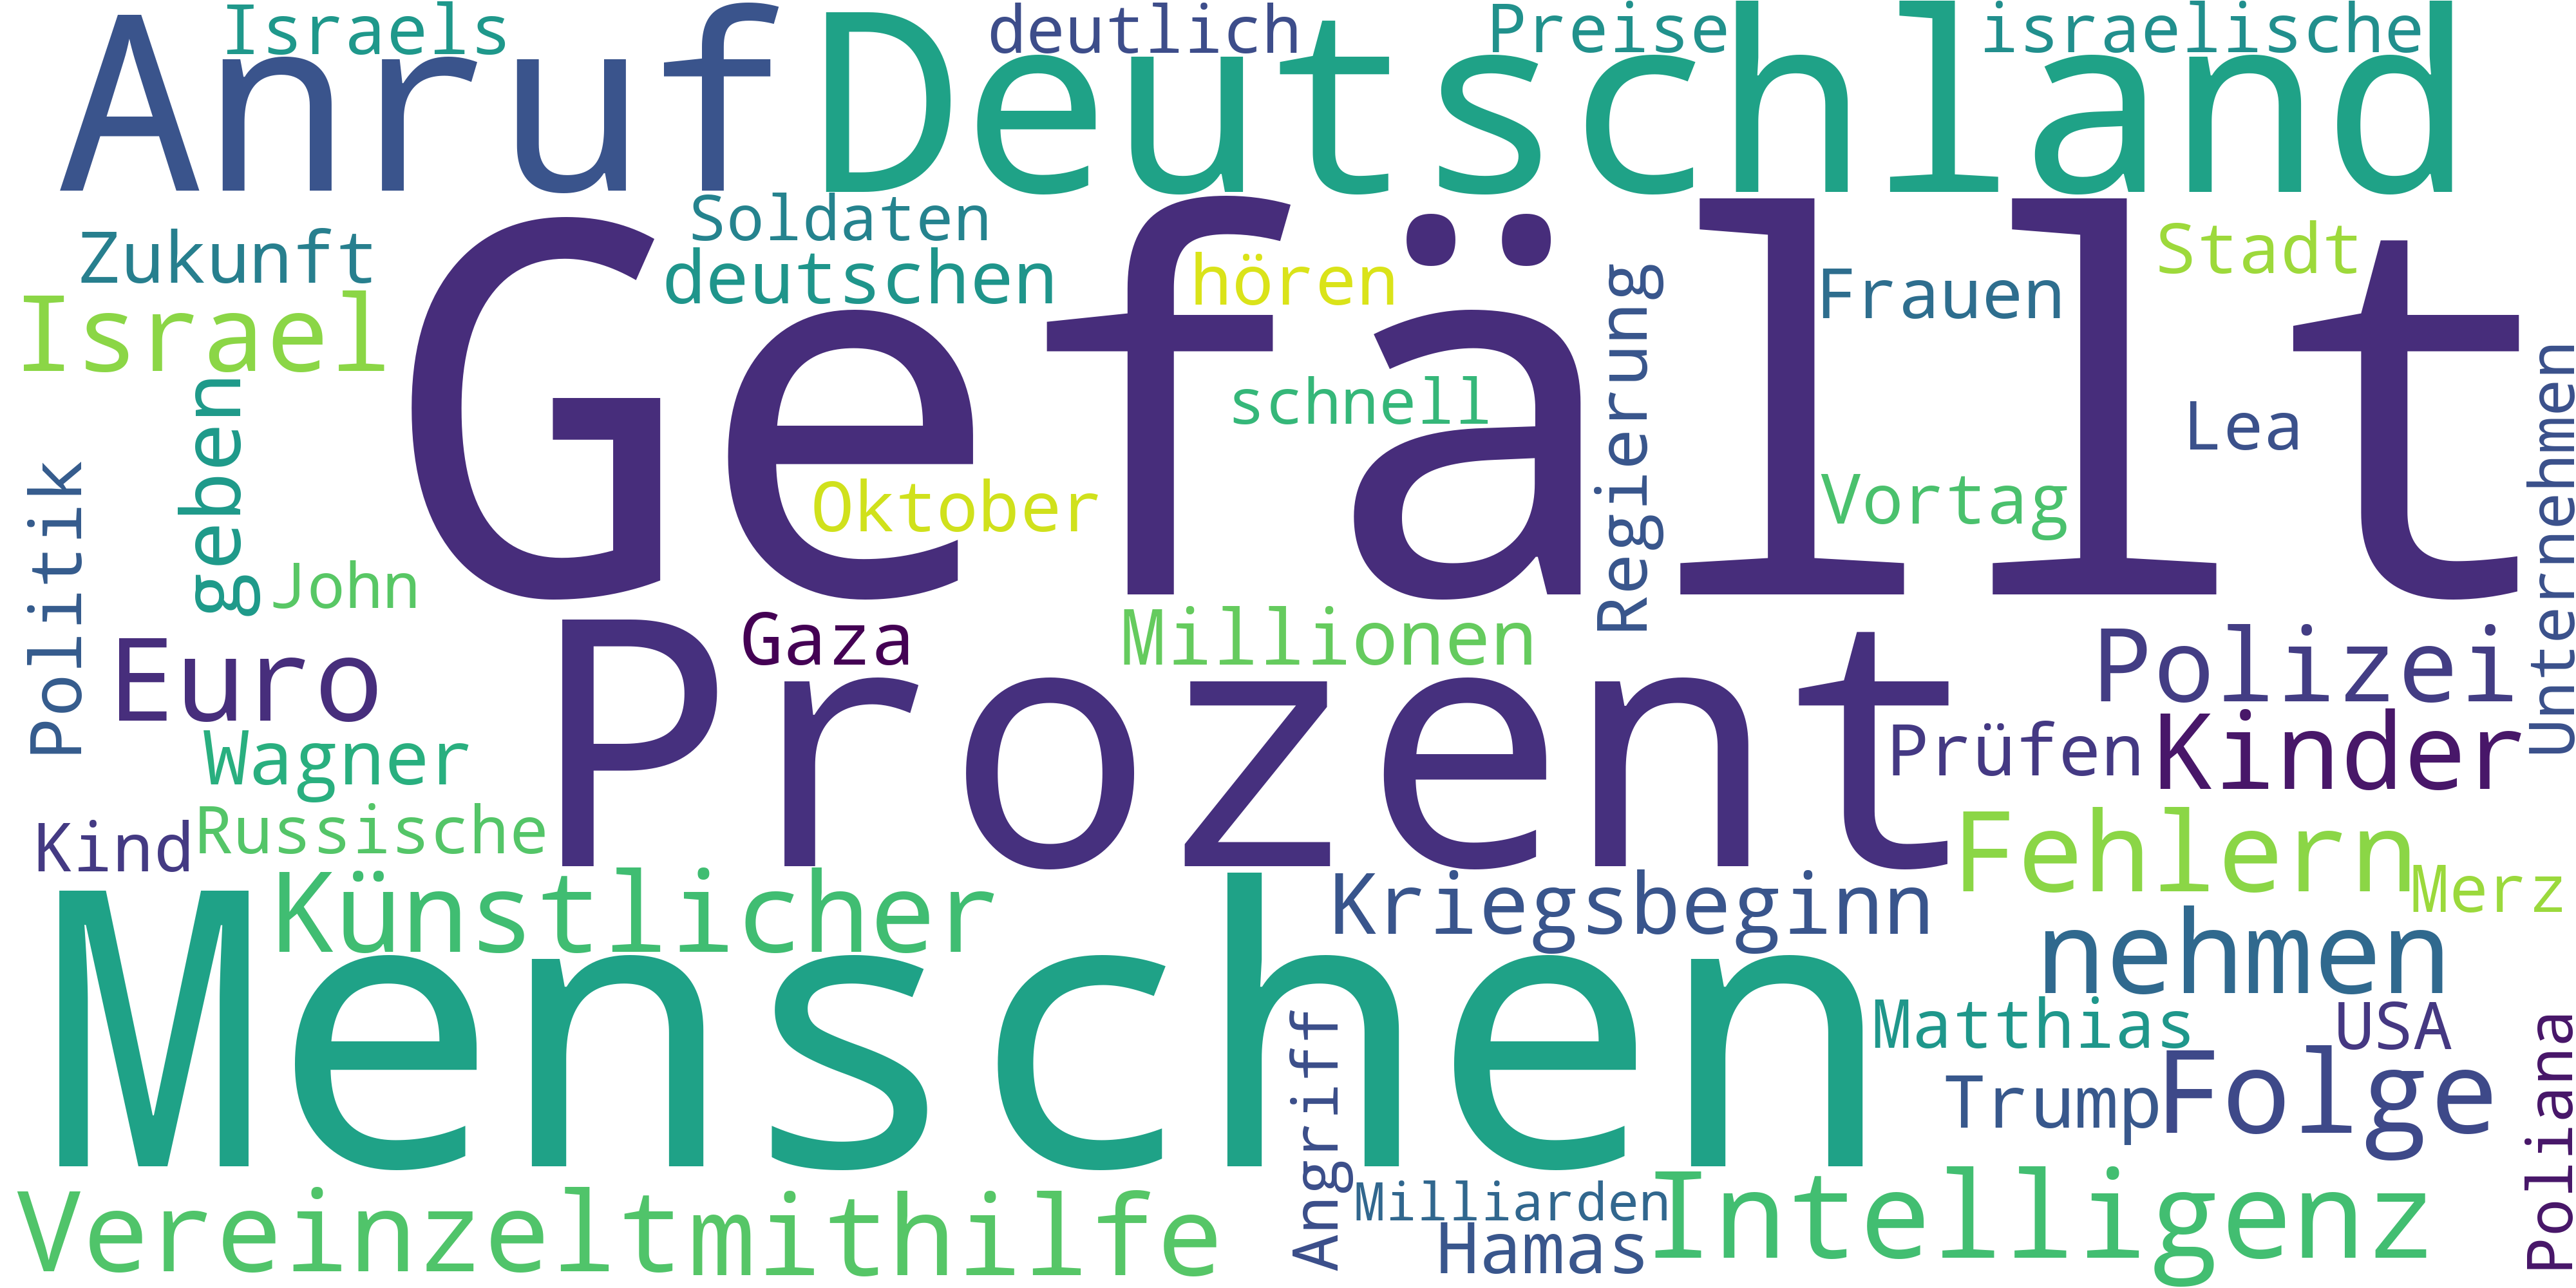 Israels
deutlich
Preise
israelische
Anruf
Deutschland
Soldaten
Zukunft
deutschen
hören
Frauen
Stadt
Israel
Gefällt
Regierung
schnell
Lea
geben
Politik
Oktober
Vortag
Unternehmen
John
Gaza
Millionen
Euro
Prozent
Polizei
Wagner
Prüfen
Kinder
Kind
Russische
Fehlern
Merz
Künstlicher
Kriegsbeginn
nehmen
Menschen
Matthias
USA
Trump
Folge
Angriff
Poliana
Vereinzelt
mithilfe
Milliarden
Hamas
Intelligenz